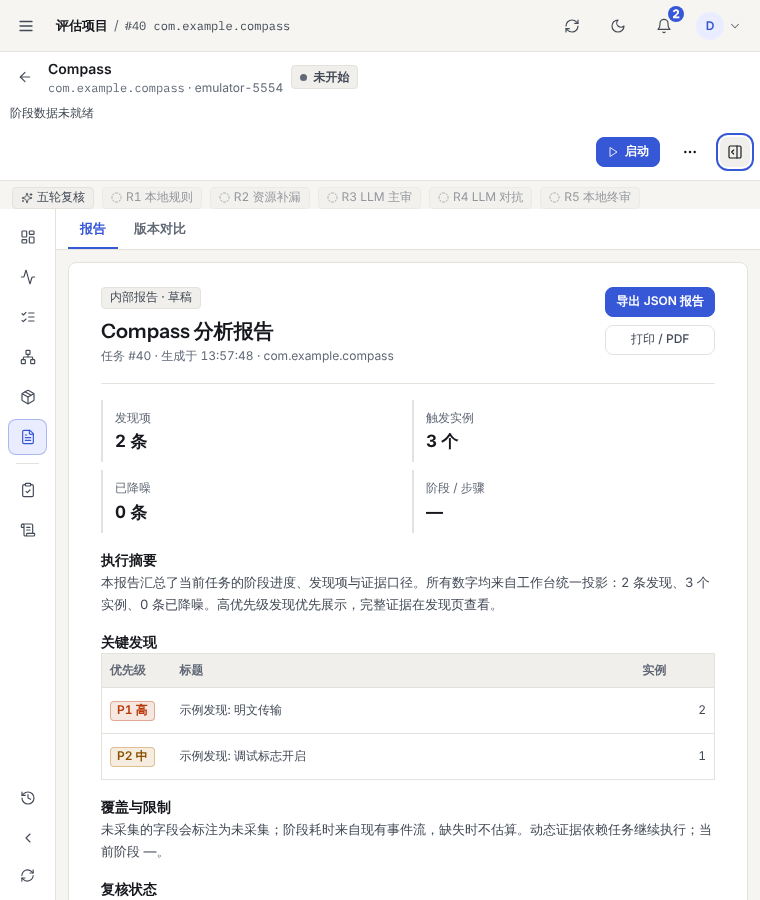 评估项目 / #40 com.example.compass
2
D
Compass
com.example.compass · emulator-5554
未开始
阶段数据未就绪
启动
五轮复核
R1 本地规则
R2 资源补漏
R3 LLM 主审
R4 LLM 对抗
R5 本地终审
报告
版本对比
内部报告 · 草稿
导出 JSON 报告
Compass 分析报告
打印 / PDF
任务 #40 · 生成于 13:57:48 · com.example.compass
发现项
2 条
触发实例
3 个
已降噪
0 条
阶段 / 步骤
—
执行摘要
本报告汇总了当前任务的阶段进度、发现项与证据口径。所有数字均来自工作台统一投影：2 条发现、3 个
实例、0 条已降噪。高优先级发现优先展示，完整证据在发现页查看。
关键发现
优先级 标题 实例
P1 高 示例发现: 明文传输 2
P2 中 示例发现: 调试标志开启 1
覆盖与限制
未采集的字段会标注为未采集；阶段耗时来自现有事件流，缺失时不估算。动态证据依赖任务继续执行；当
前阶段 —。
复核状态